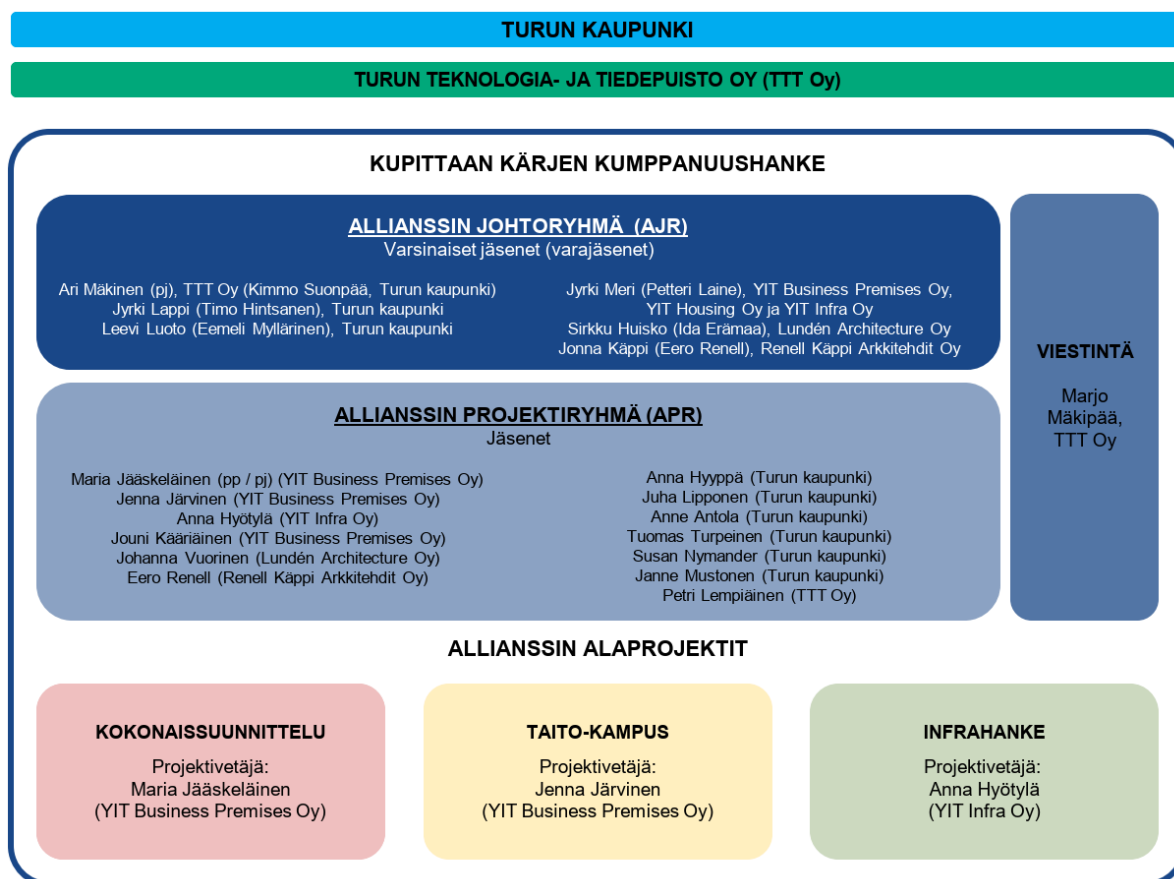 TURUN KAUPUNKI
TURUN TEKNOLOGIA- JA TIEDEPUISTO OY (TTT Oy)
KUPITTAAN KÄRJEN KUMPPANUUSHANKE
ALLIANSSIN JOHTORYHMÄ (AJR)
Varsinaiset jäsenet (varajäsenet)
Ari Mäkinen (pj), TTT Oy (Kimmo Suonpää, Turun kaupunki)
Jyrki Lappi (Timo Hintsanen), Turun kaupunki
Leevi Luoto (Eemeli Myllärinen), Turun kaupunki
Jyrki Meri (Petteri Laine), YIT Business Premises Oy,
YIT Housing Oy ja YIT Infra Oy
Sirkku Huisko (Ida Erämaa), Lundén Architecture Oy
Jonna Käppi (Eero Renell), Renell Käppi Arkkitehdit Oy
VIESTINTÄ
Marjo
Mäkipää,
TTT Oy
ALLIANSSIN PROJEKTIRYHMÄ (APR)
Jäsenet
Maria Jääskeläinen (pp / pj) (YIT Business Premises Oy)
Jenna Järvinen (YIT Business Premises Oy)
Anna Hyötylä (YIT Infra Oy)
Jouni Kääriäinen (YIT Business Premises Oy)
Johanna Vuorinen (Lundén Architecture Oy)
Eero Renell (Renell Käppi Arkkitehdit Oy)
Anna Hyyppä (Turun kaupunki)
Juha Lipponen (Turun kaupunki)
Anne Antola (Turun kaupunki)
Tuomas Turpeinen (Turun kaupunki)
Susan Nymander (Turun kaupunki)
Janne Mustonen (Turun kaupunki)
Petri Lempiäinen (TTT Oy)
ALLIANSSIN ALAPROJEKTIT
KOKONAISSUUNNITTELU
Projektivetäjä:
Maria Jääskeläinen
(YIT Business Premises Oy)
TAITO-KAMPUS
Projektivetäjä:
Jenna Järvinen
(YIT Business Premises Oy)
INFRAHANKE
Projektivetäjä:
Anna Hyötylä
(YIT Infra Oy)